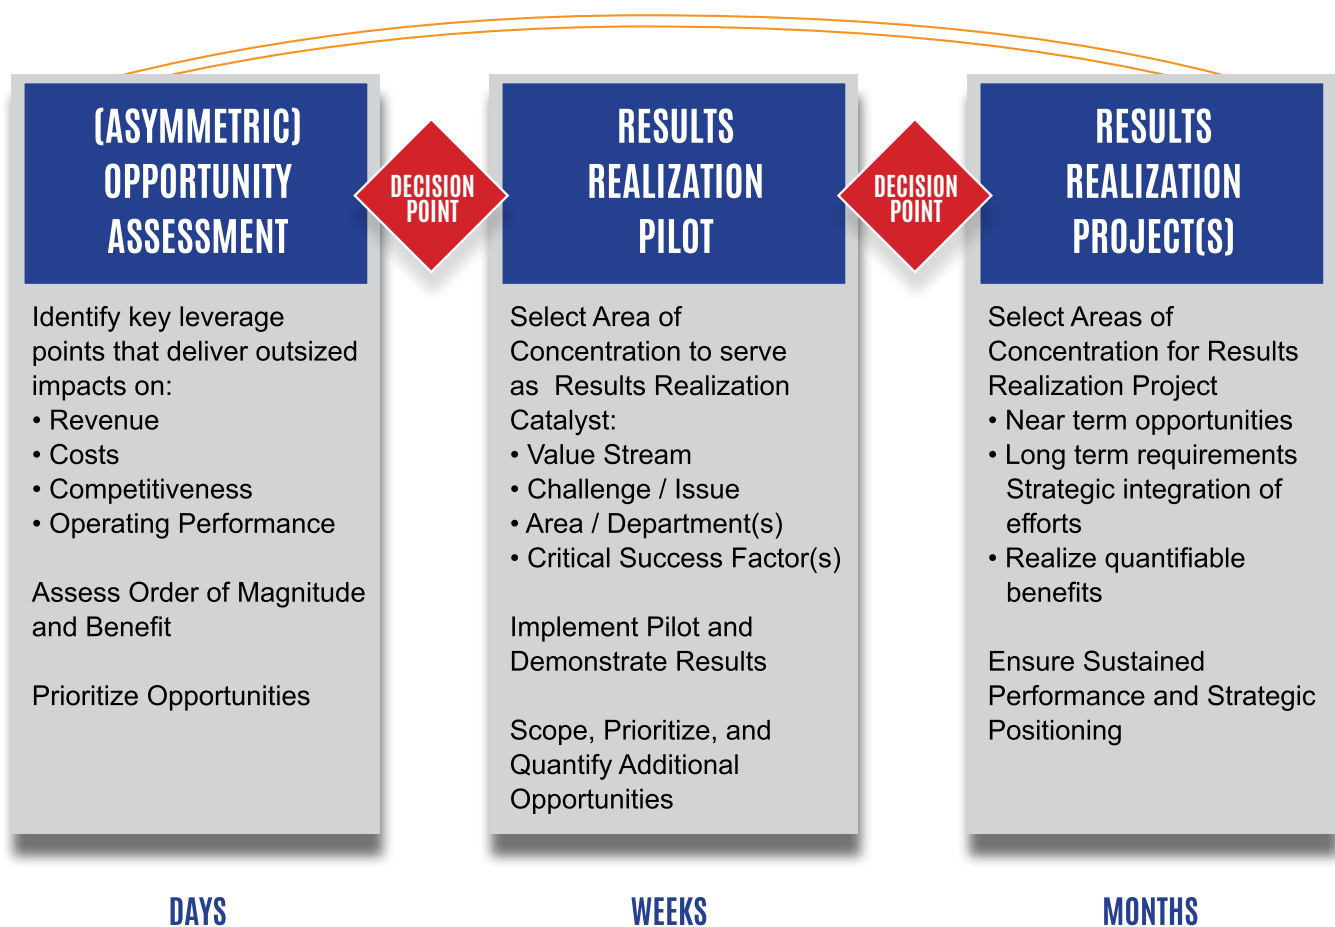 (ASYMMETRIC)
OPPORTUNITY
ASSESSMENT
Identify key leverage
points that deliver outsized
impacts on:
• Revenue
• Costs
• Competitiveness
• Operating Performance
Assess Order of Magnitude
and Benefit
Prioritize Opportunities
DAYS
DECISION
POINT
RESULTS
REALIZATION
PILOT
Select Area of
Concentration to serve
as  Results Realization
Catalyst:
• Value Stream
• Challenge / Issue
• Area / Department(s)
• Critical Success Factor(s)
Implement Pilot and
Demonstrate Results
Scope, Prioritize, and
Quantify Additional
Opportunities
WEEKS
DECISION
POINT
RESULTS
REALIZATION
PROJECT(S)
Select Areas of
Concentration for Results
Realization Project
• Near term opportunities
• Long term requirements
Strategic integration of
efforts
• Realize quantifiable
benefits
Ensure Sustained
Performance and Strategic
Positioning
MONTHS